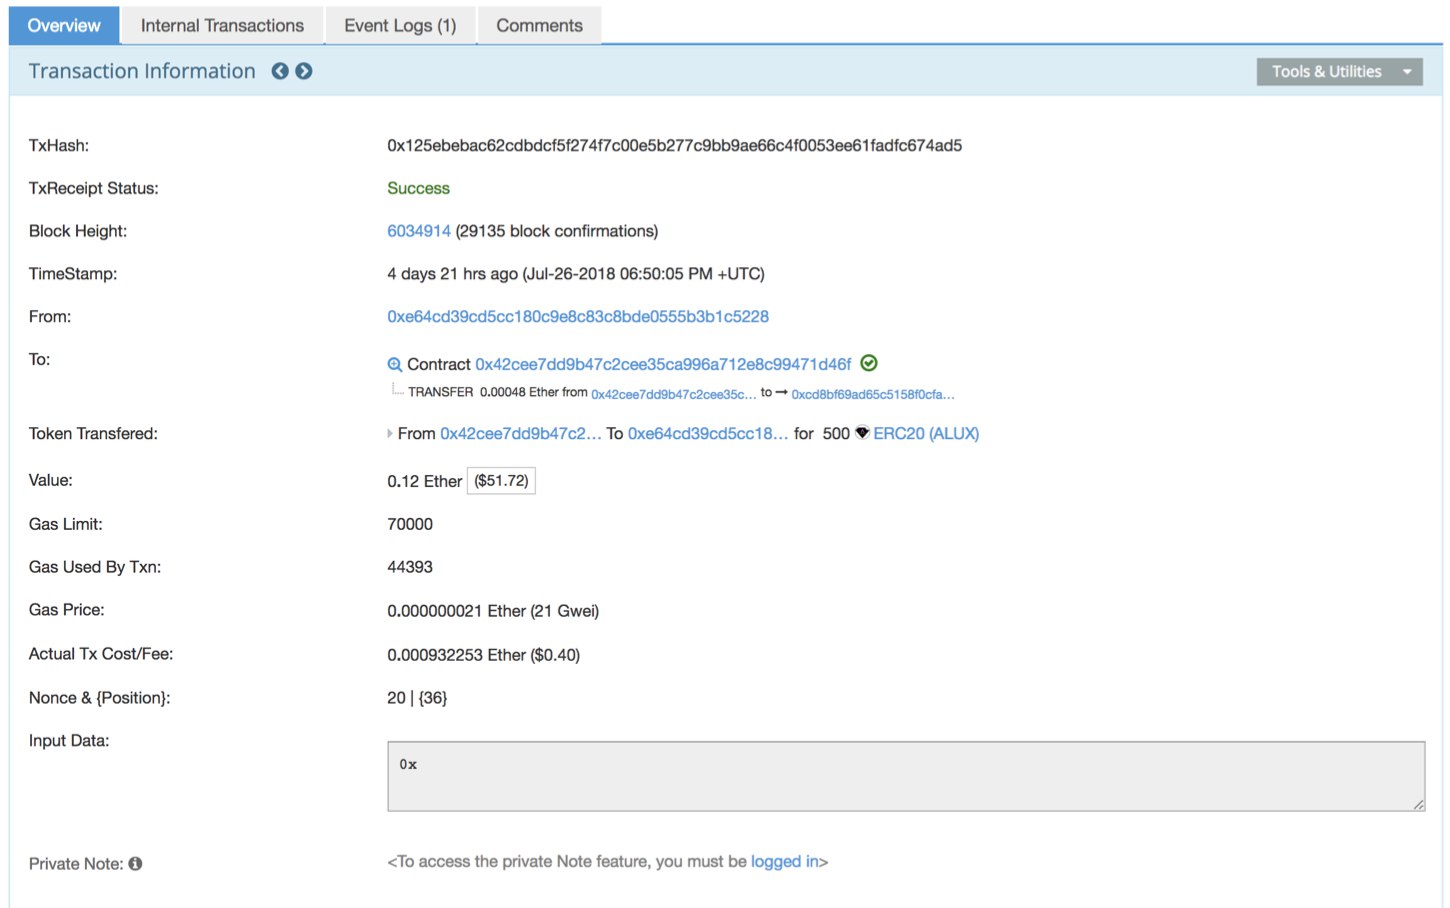 Overview Internal Transactions Event Logs (1) Comments
Transaction Information Tools & Utilities
TxHash: 0x125ebebac62cdbdcf5f274f7c00e5b277c9bb9ae66c4f0053ee61fadfc674ad5
TxReceipt Status: Success
Block Height: 6034914 (29135 block confirmations)
TimeStamp: 4 days 21 hrs ago (Jul-26-2018 06:50:05 PM +UTC)
From: 0xe64cd39cd5cc180c9e8c83c8bde0555b3b1c5228
To: Contract 0x42cee7dd9b47c2cee35ca996a712e8c99471d46f
TRANSFER 0.00048 Ether from 0x42cee7dd9b47c2cee35c... to → 0xcd8bf69ad65c5158f0cfa...
Token Transfered: From 0x42cee7dd9b47c2... To 0xe64cd39cd5cc18... for 500 ERC20 (ALUX)
Value: 0.12 Ether ($51.72)
Gas Limit: 70000
Gas Used By Txn: 44393
Gas Price: 0.000000021 Ether (21 Gwei)
Actual Tx Cost/Fee: 0.000932253 Ether ($0.40)
Nonce & {Position}: 20 | {36}
Input Data:
0x
Private Note: <To access the private Note feature, you must be logged in>